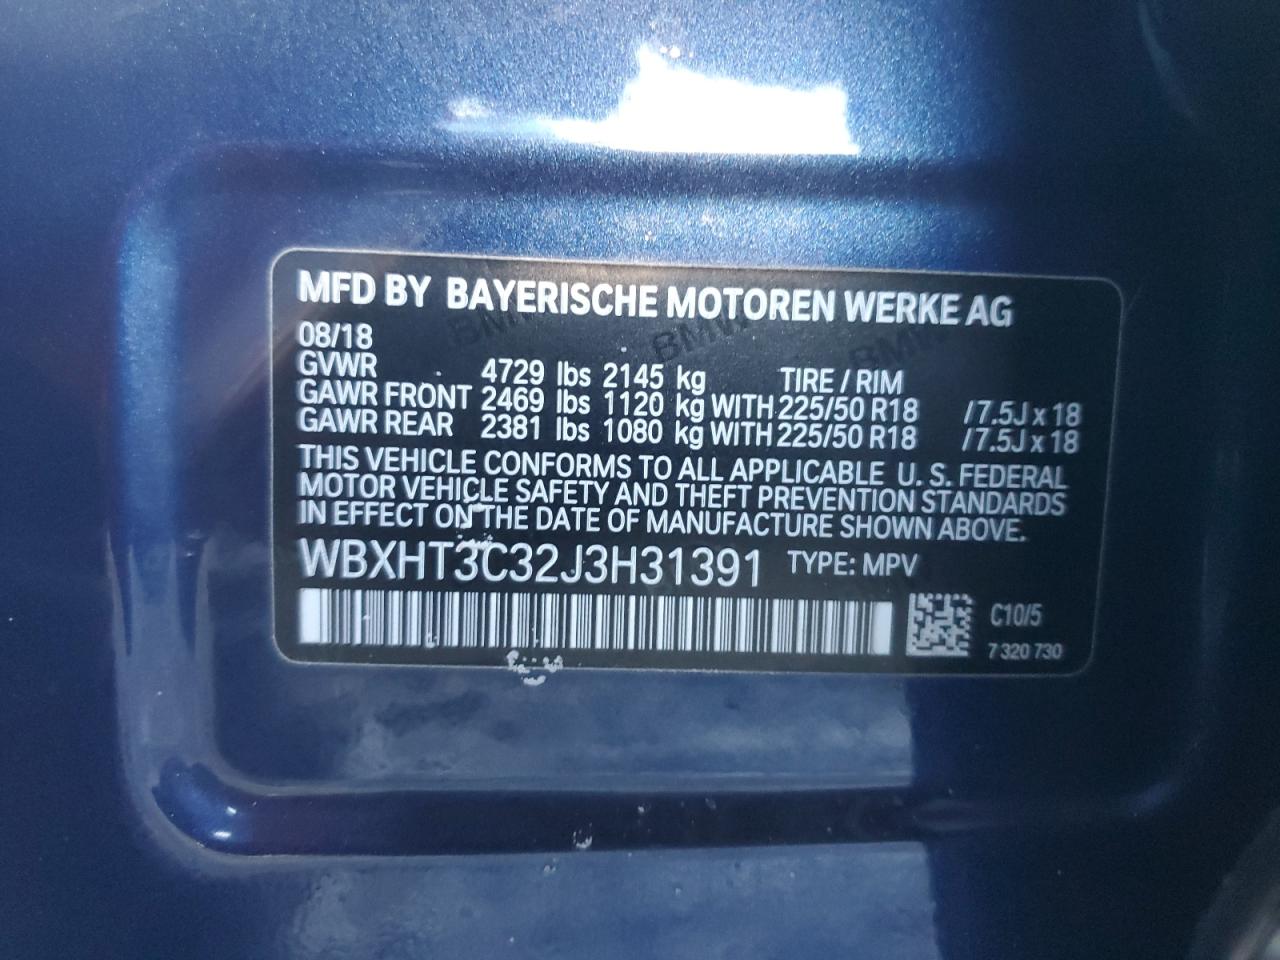 MFD BY BAYERISCHE MOTOREN WERKE AG
08/18
GVWR 4729 lbs 2145 kg TIRE / RIM
GAWR FRONT 2469 lbs 1120 kg WITH 225/50 R18 /7.5J x 18
GAWR REAR 2381 lbs 1080 kg WITH 225/50 R18 /7.5J x 18
THIS VEHICLE CONFORMS TO ALL APPLICABLE U. S. FEDERAL
MOTOR VEHICLE SAFETY AND THEFT PREVENTION STANDARDS
IN EFFECT ON THE DATE OF MANUFACTURE SHOWN ABOVE.
WBXHT3C32J3H31391 TYPE: MPV
C10/5
7 320 730
BMW BMW BMW